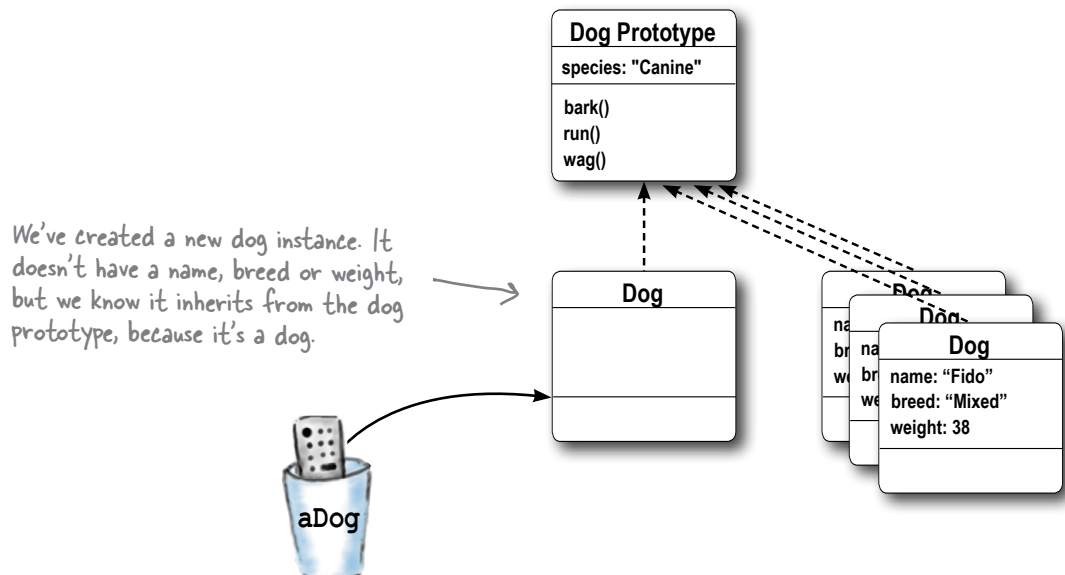 Dog Prototype
species: "Canine"
bark()
run()
wag()
We've created a new dog instance. It
doesn't have a name, breed or weight,
but we know it inherits from the dog
prototype, because it's a dog.
Dog
aDog
Dog
Dog
Dog
name: “Fido”
breed: “Mixed”
weight: 38